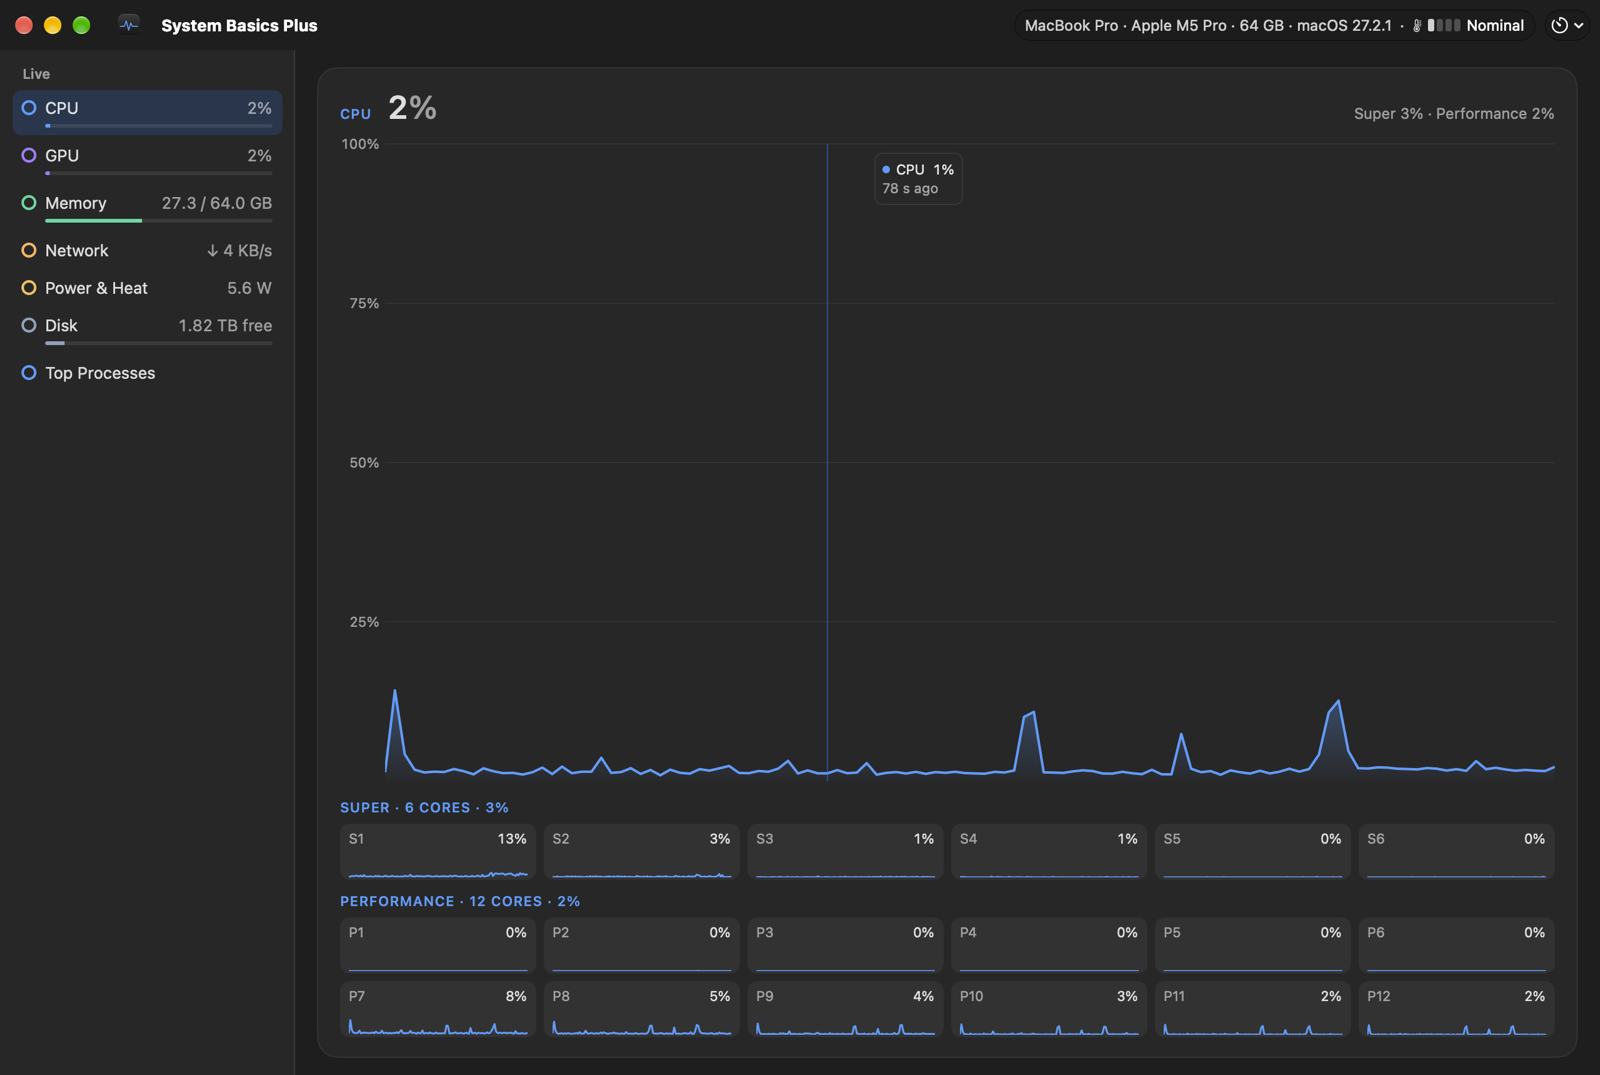 System Basics Plus
MacBook Pro · Apple M5 Pro · 64 GB · macOS 27.2.1 · Nominal
Live
CPU 2%
GPU 2%
Memory 27.3 / 64.0 GB
Network ↓ 4 KB/s
Power & Heat 5.6 W
Disk 1.82 TB free
Top Processes
CPU 2%
Super 3% · Performance 2%
100%
CPU 1%
78 s ago
75%
50%
25%
SUPER · 6 CORES · 3%
S1 13% S2 3% S3 1% S4 1% S5 0% S6 0%
PERFORMANCE · 12 CORES · 2%
P1 0% P2 0% P3 0% P4 0% P5 0% P6 0%
P7 8% P8 5% P9 4% P10 3% P11 2% P12 2%